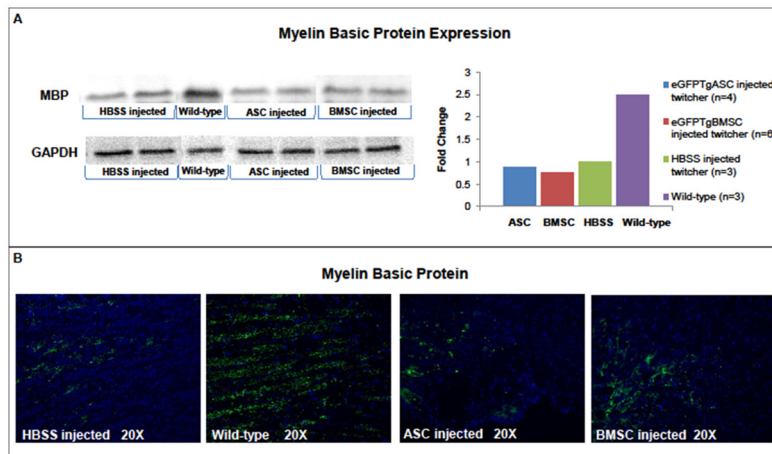 A
Myelin Basic Protein Expression
MBP
HBSS injected Wild-type ASC injected BMSC injected
GAPDH
HBSS injected Wild-type ASC injected BMSC injected
Fold Change
3
2.5
2
1.5
1
0.5
0
ASC BMSC HBSS Wild-type
eGFPTgASC injected
twitcher (n=4)
eGFPTgBMSC
injected twitcher (n=6
HBSS injected
twitcher (n=3)
Wild-type (n=3)
B
Myelin Basic Protein
HBSS injected 20X
Wild-type 20X
ASC injected 20X
BMSC injected 20X